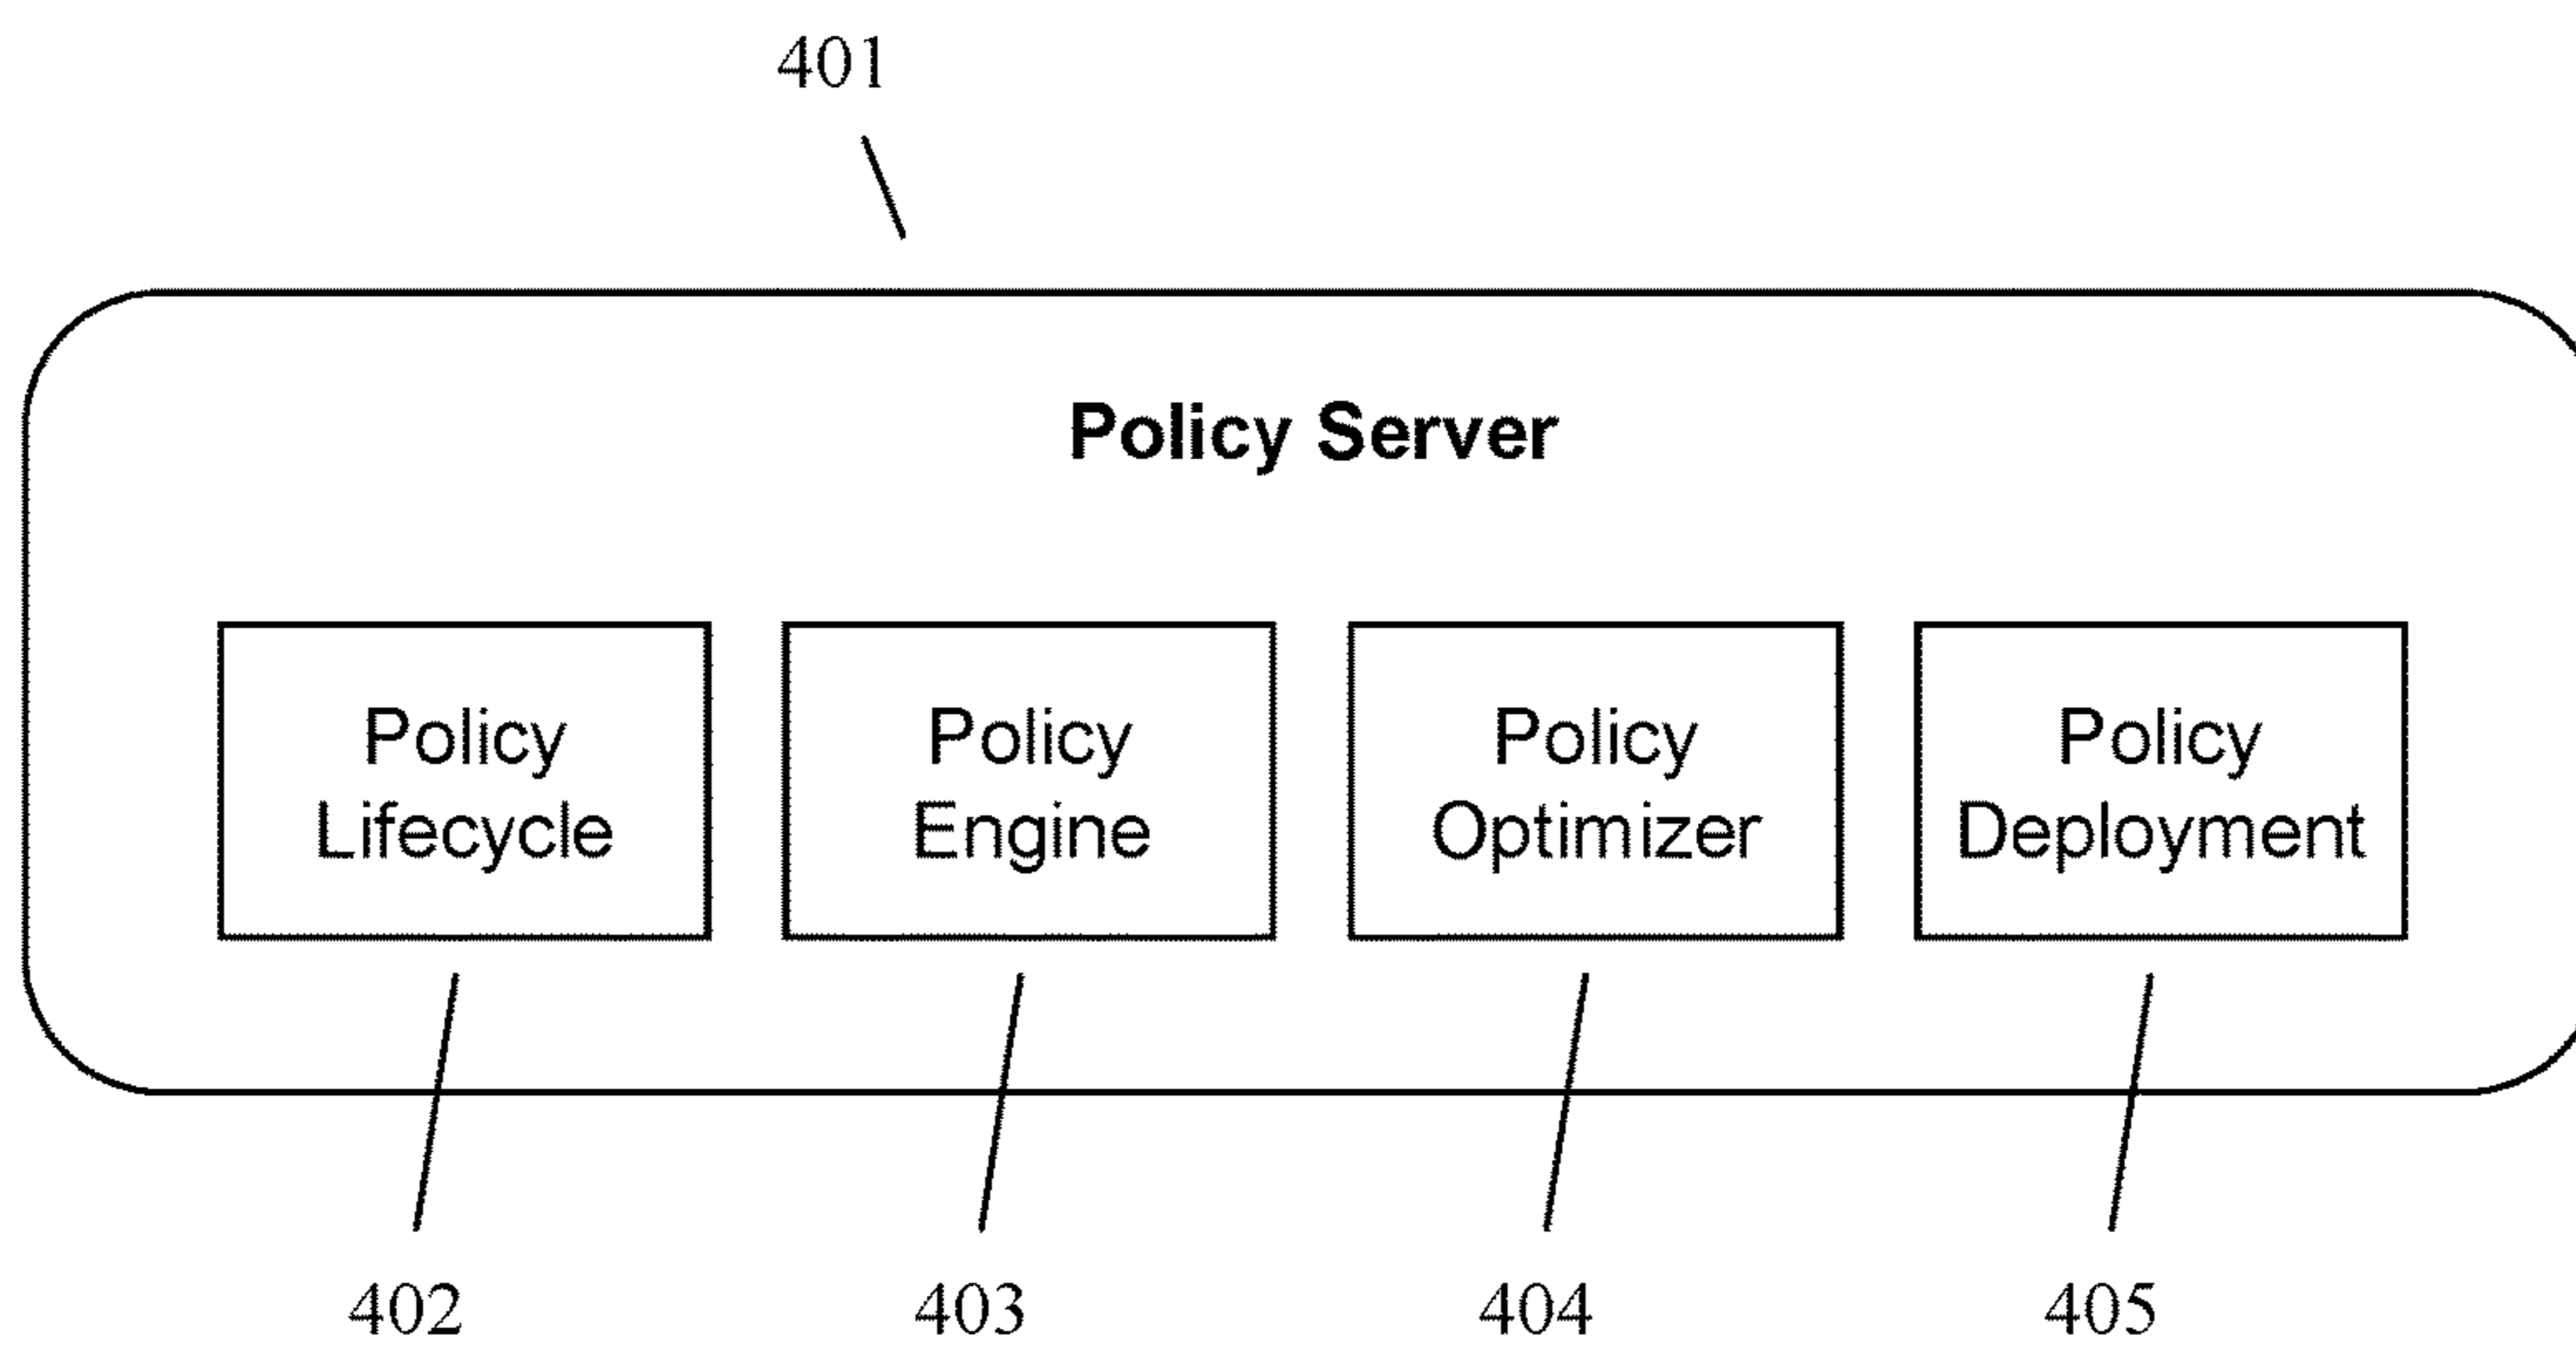 401
Policy Server
Policy
Lifecycle
Policy
Engine
Policy
Optimizer
Policy
Deployment
402
403
404
405